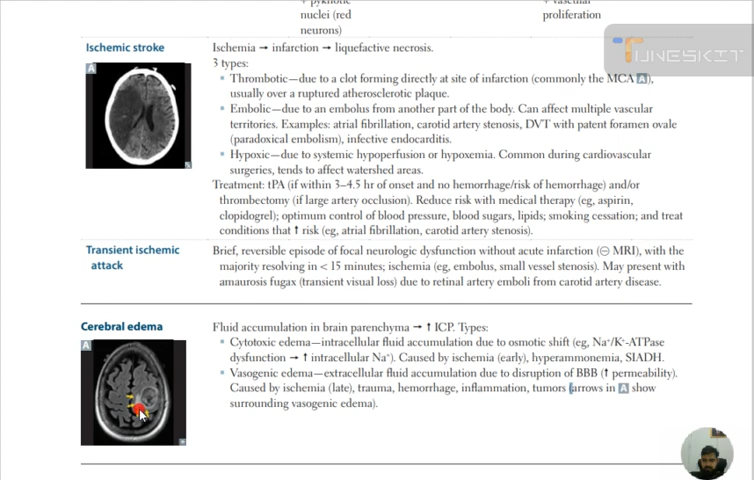 + pyknotic
nuclei (red
neurons)
+ vascular
proliferation
TUNESKIT
Ischemic stroke
A
Ischemia → infarction → liquefactive necrosis.
3 types:
• Thrombotic—due to a clot forming directly at site of infarction (commonly the MCA A),
usually over a ruptured atherosclerotic plaque.
• Embolic—due to an embolus from another part of the body. Can affect multiple vascular
territories. Examples: atrial fibrillation, carotid artery stenosis, DVT with patent foramen ovale
(paradoxical embolism), infective endocarditis.
• Hypoxic—due to systemic hypoperfusion or hypoxemia. Common during cardiovascular
surgeries, tends to affect watershed areas.
Treatment: tPA (if within 3–4.5 hr of onset and no hemorrhage/risk of hemorrhage) and/or
thrombectomy (if large artery occlusion). Reduce risk with medical therapy (eg, aspirin,
clopidogrel); optimum control of blood pressure, blood sugars, lipids; smoking cessation; and treat
conditions that ↑ risk (eg, atrial fibrillation, carotid artery stenosis).
Transient ischemic
attack
Brief, reversible episode of focal neurologic dysfunction without acute infarction (⊖ MRI), with the
majority resolving in < 15 minutes; ischemia (eg, embolus, small vessel stenosis). May present with
amaurosis fugax (transient visual loss) due to retinal artery emboli from carotid artery disease.
Cerebral edema
A
Fluid accumulation in brain parenchyma → ↑ ICP. Types:
• Cytotoxic edema—intracellular fluid accumulation due to osmotic shift (eg, Na⁺/K⁺-ATPase
dysfunction → ↑ intracellular Na⁺). Caused by ischemia (early), hyperammonemia, SIADH.
• Vasogenic edema—extracellular fluid accumulation due to disruption of BBB (↑ permeability).
Caused by ischemia (late), trauma, hemorrhage, inflammation, tumors (arrows in A show
surrounding vasogenic edema).